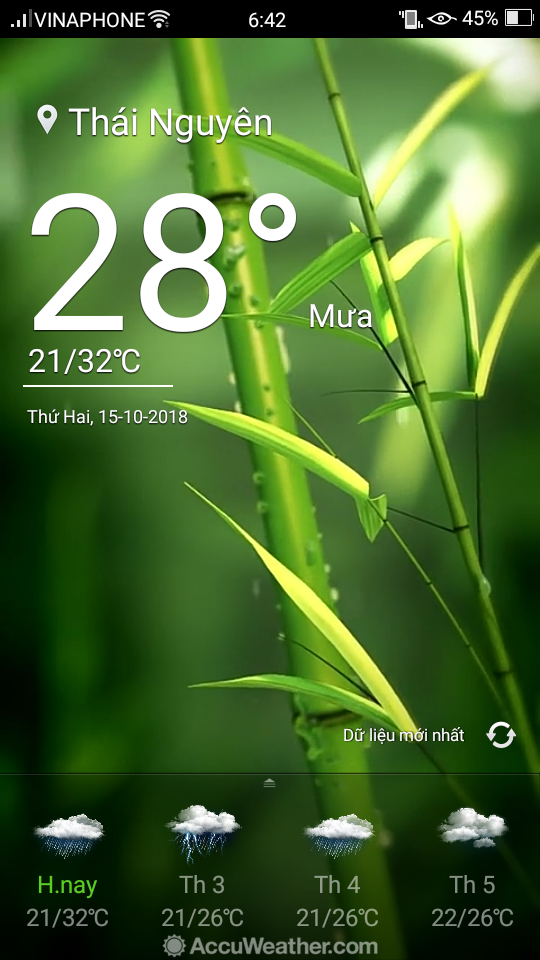 VINAPHONE 6:42 45%
Thái Nguyên
28°
Mưa
21/32℃
Thứ Hai, 15-10-2018
Dữ liệu mới nhất
H.nay Th 3 Th 4 Th 5
21/32℃ 21/26℃ 21/26℃ 22/26℃
AccuWeather.com